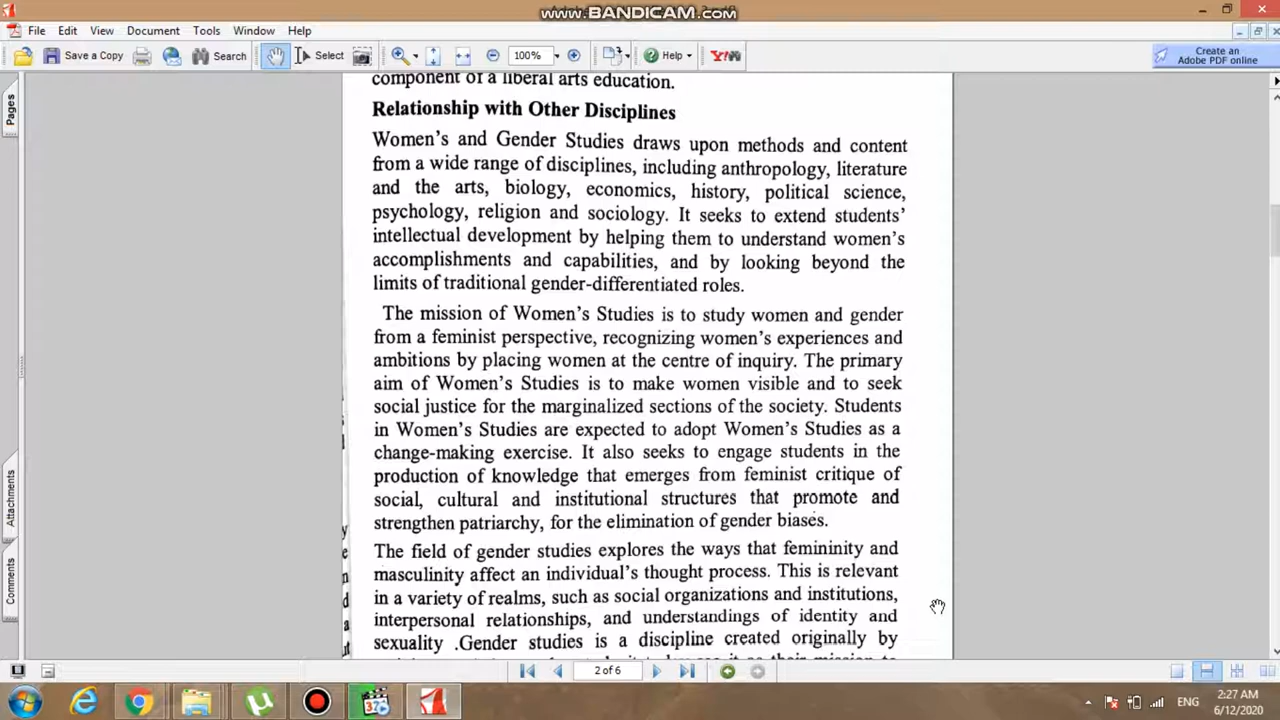 www.BANDICAM.com
File Edit View Document Tools Window Help
Save a Copy Search Select 100% Help Y!
Create an
Adobe PDF online
Pages
Attachments
Comments
component of a liberal arts education.
Relationship with Other Disciplines
Women's and Gender Studies draws upon methods and content
from a wide range of disciplines, including anthropology, literature
and the arts, biology, economics, history, political science,
psychology, religion and sociology. It seeks to extend students'
intellectual development by helping them to understand women's
accomplishments and capabilities, and by looking beyond the
limits of traditional gender-differentiated roles.
The mission of Women's Studies is to study women and gender
from a feminist perspective, recognizing women's experiences and
ambitions by placing women at the centre of inquiry. The primary
aim of Women's Studies is to make women visible and to seek
social justice for the marginalized sections of the society. Students
in Women's Studies are expected to adopt Women's Studies as a
change-making exercise. It also seeks to engage students in the
production of knowledge that emerges from feminist critique of
social, cultural and institutional structures that promote and
strengthen patriarchy, for the elimination of gender biases.
The field of gender studies explores the ways that femininity and
masculinity affect an individual's thought process. This is relevant
in a variety of realms, such as social organizations and institutions,
interpersonal relationships, and understandings of identity and
sexuality .Gender studies is a discipline created originally by
2 of 6
ENG
2:27 AM
6/12/2020